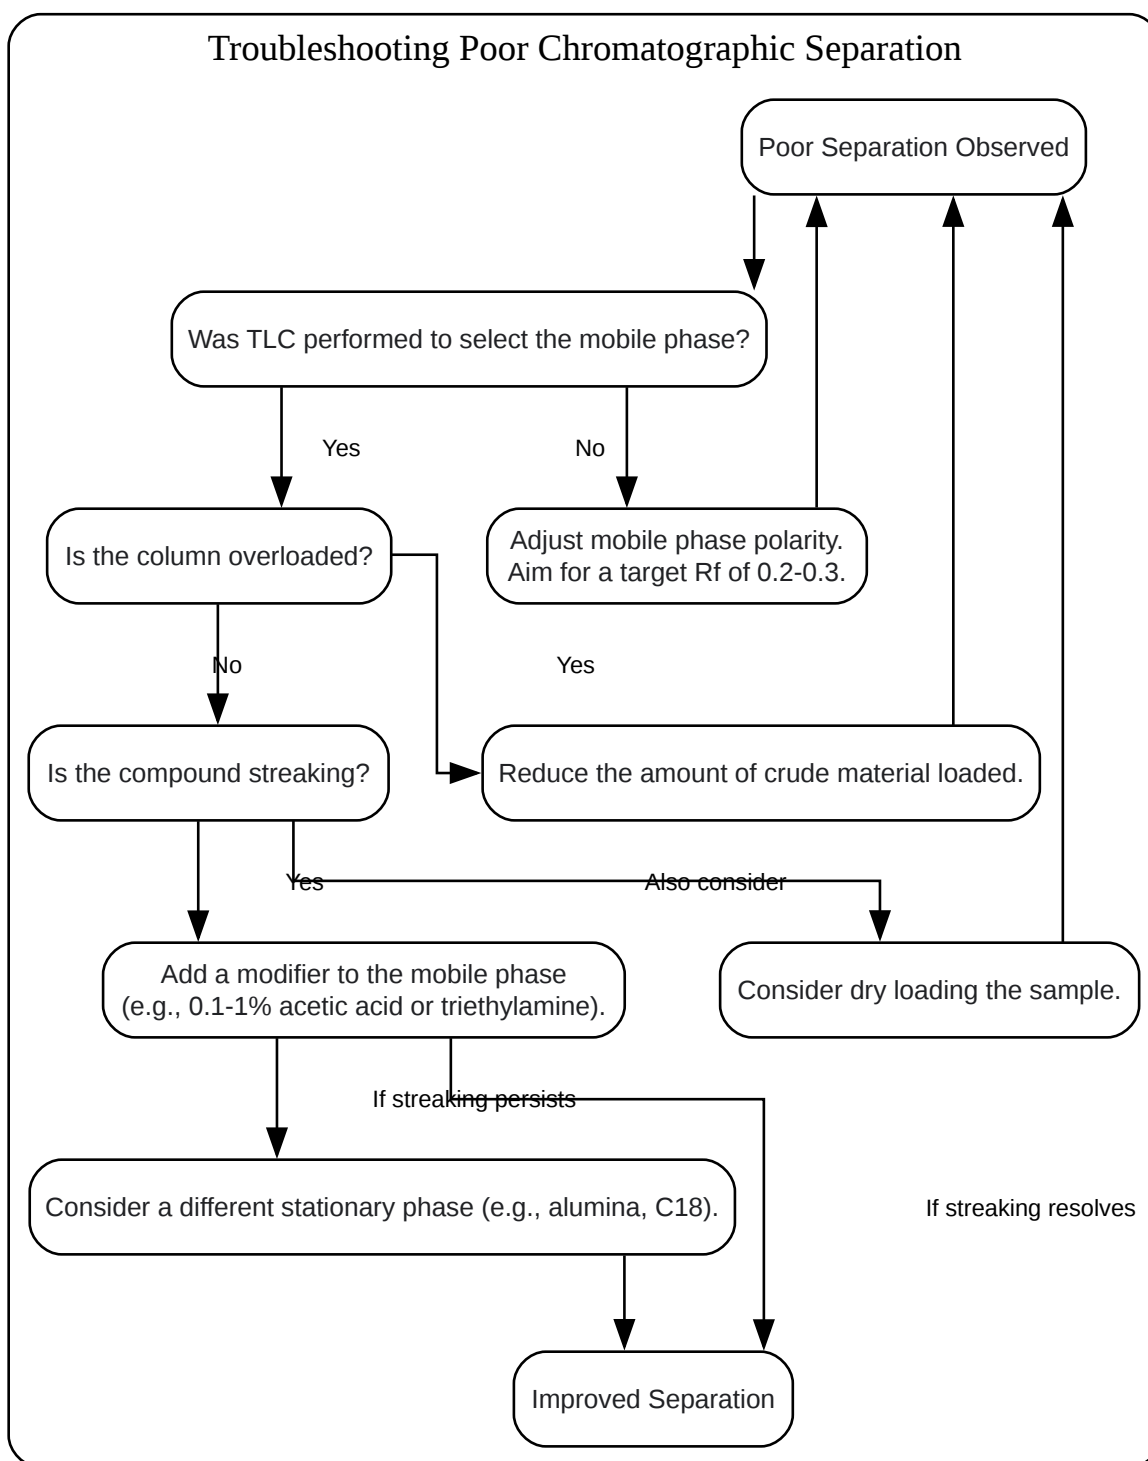 Troubleshooting Poor Chromatographic Separation
Poor Separation Observed
Was TLC performed to select the mobile phase?
Yes
No
Is the column overloaded?
Adjust mobile phase polarity.
Aim for a target Rf of 0.2-0.3.
No
Yes
Is the compound streaking?
Reduce the amount of crude material loaded.
Yes
Also consider
Add a modifier to the mobile phase
(e.g., 0.1-1% acetic acid or triethylamine).
Consider dry loading the sample.
If streaking persists
Consider a different stationary phase (e.g., alumina, C18).
If streaking resolves
Improved Separation